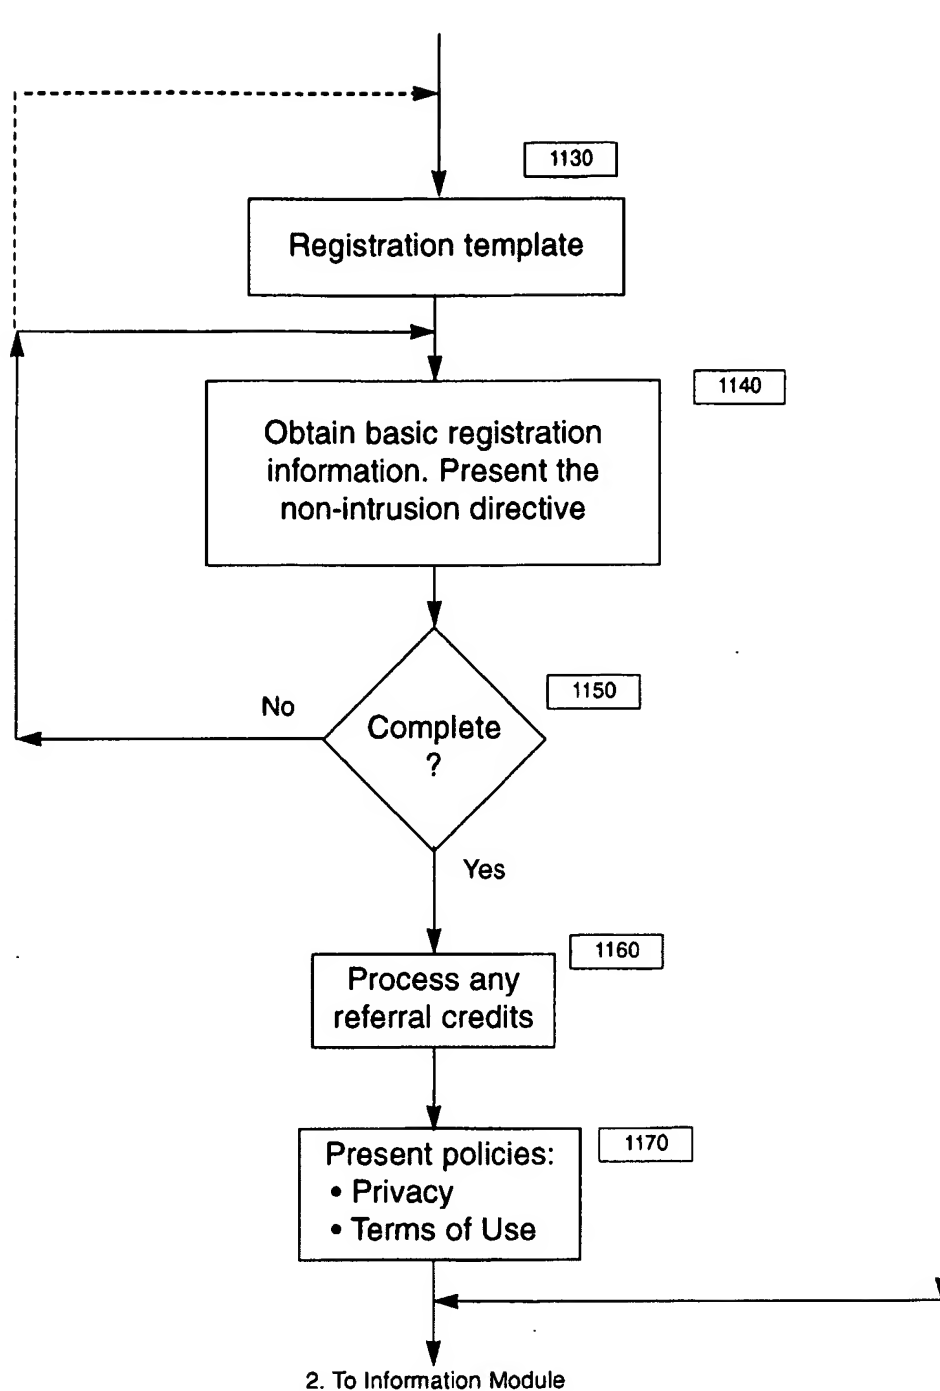 1130
Registration template
1140
Obtain basic registration
information. Present the
non-intrusion directive
1150
No
Complete
?
Yes
1160
Process any
referral credits
1170
Present policies:
• Privacy
• Terms of Use
2. To Information Module